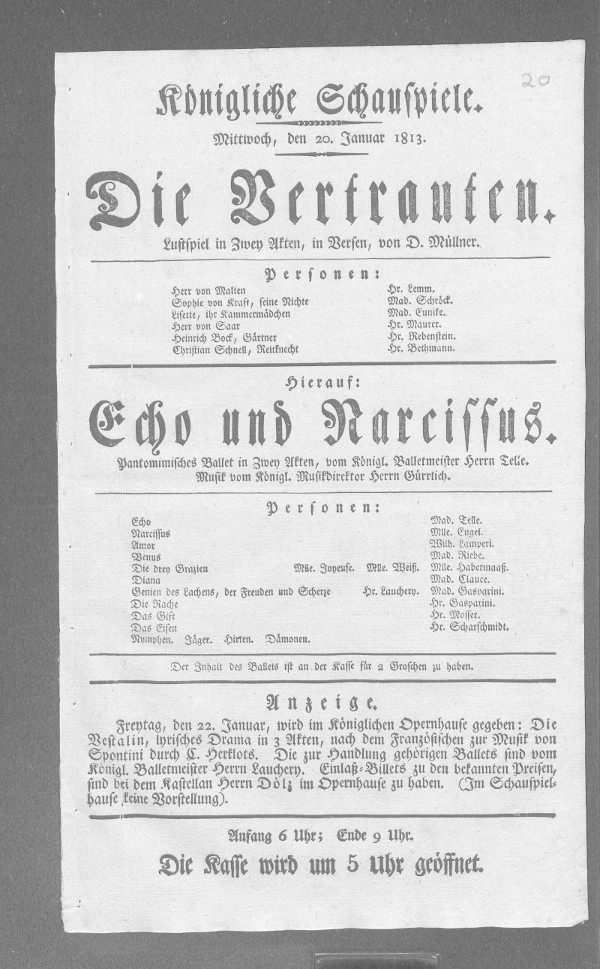 20
Königliche Schauspiele.
Mittwoch, den 20. Januar 1813.
Die Vertrauten.
Lustspiel in Zwey Akten, in Versen, von D. Müllner.
Personen:
Herr von Malten Hr. Lemm.
Sophie von Kraft, seine Nichte Mad. Schröck.
Lisette, ihr Kammermädchen Mad. Eunike.
Herr von Saar Hr. Maurer.
Heinrich Bock, Gärtner Hr. Rebenstein.
Christian Schnell, Reitknecht Hr. Bethmann.
Hierauf:
Echo und Narcissus.
Pantomimisches Ballet in Zwey Akten, vom Königl. Balletmeister Herrn Telle.
Musik vom Königl. Musikdirektor Herrn Gürrlich.
Personen:
Echo Mad. Telle.
Narcissus Mlle. Engel.
Amor Wilh. Lamperi.
Venus Mad. Riebe.
Die drey Grazien Mlle. Joyeuse. Mlle. Weiß. Mlle. Habermaaß.
Diana Mad. Clauce.
Genien des Lachens, der Freuden und Scherze Hr. Lauchery. Mad. Gasparini.
Die Rache Hr. Gasparini.
Das Gift Hr. Mosser.
Das Eisen Hr. Scharschmidt.
Nymphen. Jäger. Hirten. Dämonen.
Der Inhalt des Ballets ist an der Kasse für 2 Groschen zu haben.
Anzeige.
Freytag, den 22. Januar, wird im Königlichen Opernhause gegeben: Die
Vestalin, lyrisches Drama in 3 Akten, nach dem Französischen zur Musik von
Spontini durch C. Herklots. Die zur Handlung gehörigen Ballets sind vom
Königl. Balletmeister Herrn Lauchery. Einlaß-Billets zu den bekannten Preisen,
sind bei dem Kastellan Herrn Dölz im Opernhause zu haben. (Im Schauspiel-
hause keine Vorstellung).
Anfang 6 Uhr; Ende 9 Uhr.
Die Kasse wird um 5 Uhr geöffnet.